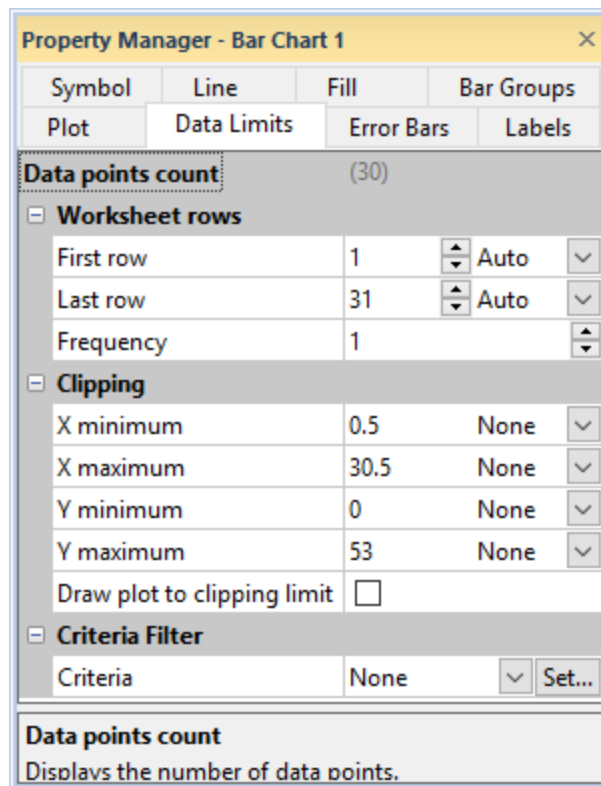 Property Manager - Bar Chart 1
Symbol Line Fill Bar Groups
Plot Data Limits Error Bars Labels
Data points count (30)
Worksheet rows
First row 1 Auto
Last row 31 Auto
Frequency 1
Clipping
X minimum 0.5 None
X maximum 30.5 None
Y minimum 0 None
Y maximum 53 None
Draw plot to clipping limit
Criteria Filter
Criteria None Set...
Data points count
Displays the number of data points.